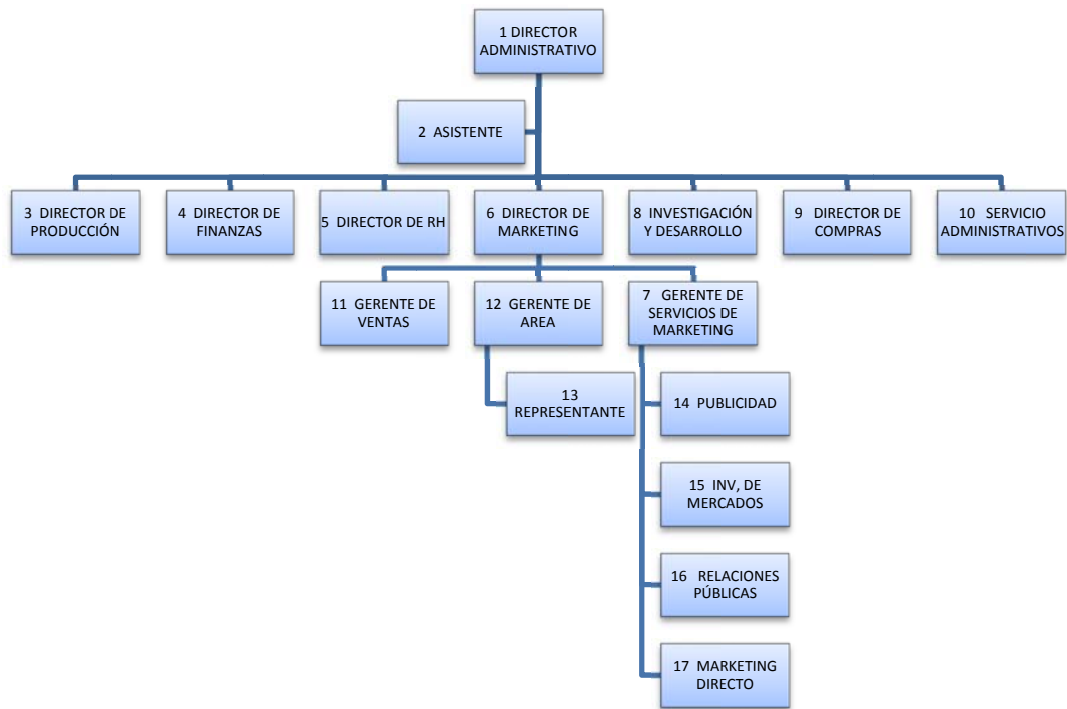 1 DIRECTOR
ADMINISTRATIVO
2 ASISTENTE
3 DIRECTOR DE
PRODUCCIÓN
4 DIRECTOR DE
FINANZAS
5 DIRECTOR DE RH
6 DIRECTOR DE
MARKETING
8 INVESTIGACIÓN
Y DESARROLLO
9 DIRECTOR DE
COMPRAS
10 SERVICIO
ADMINISTRATIVOS
11 GERENTE DE
VENTAS
12 GERENTE DE
AREA
7 GERENTE DE
SERVICIOS DE
MARKETING
13
REPRESENTANTE
14 PUBLICIDAD
15 INV, DE
MERCADOS
16 RELACIONES
PÚBLICAS
17 MARKETING
DIRECTO